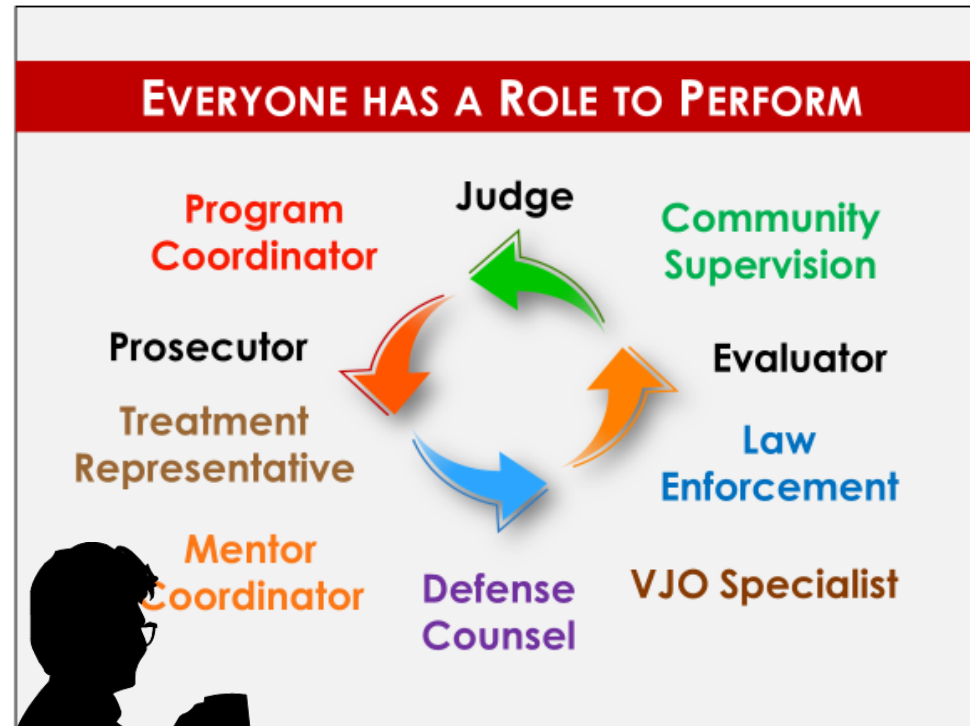 EVERYONE HAS A ROLE TO PERFORM
Judge
Program
Coordinator
Community
Supervision
Prosecutor
Evaluator
Treatment
Representative
Law
Enforcement
Mentor
Coordinator
Defense
Counsel
VJO Specialist